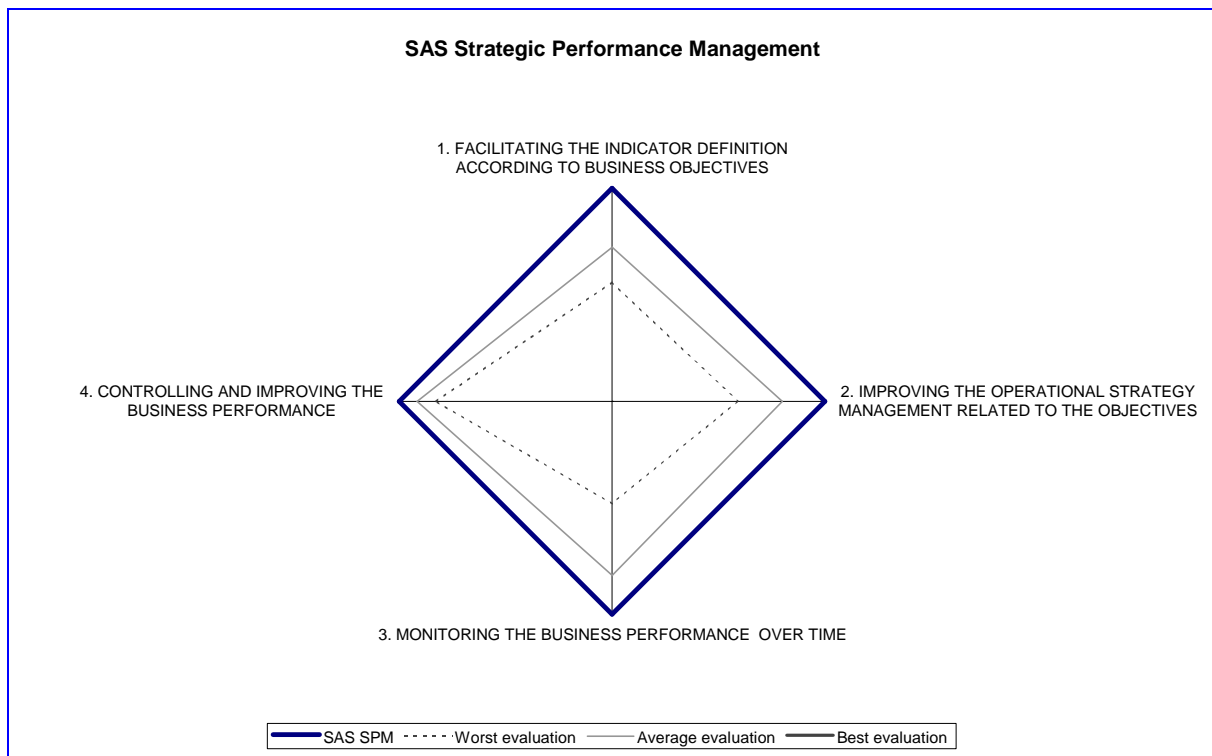 SAS Strategic Performance Management
1. FACILITATING THE INDICATOR DEFINITION
ACCORDING TO BUSINESS OBJECTIVES
4. CONTROLLING AND IMPROVING THE
BUSINESS PERFORMANCE
2. IMPROVING THE OPERATIONAL STRATEGY
MANAGEMENT RELATED TO THE OBJECTIVES
3. MONITORING THE BUSINESS PERFORMANCE  OVER TIME
SAS SPM Worst evaluation Average evaluation Best evaluation